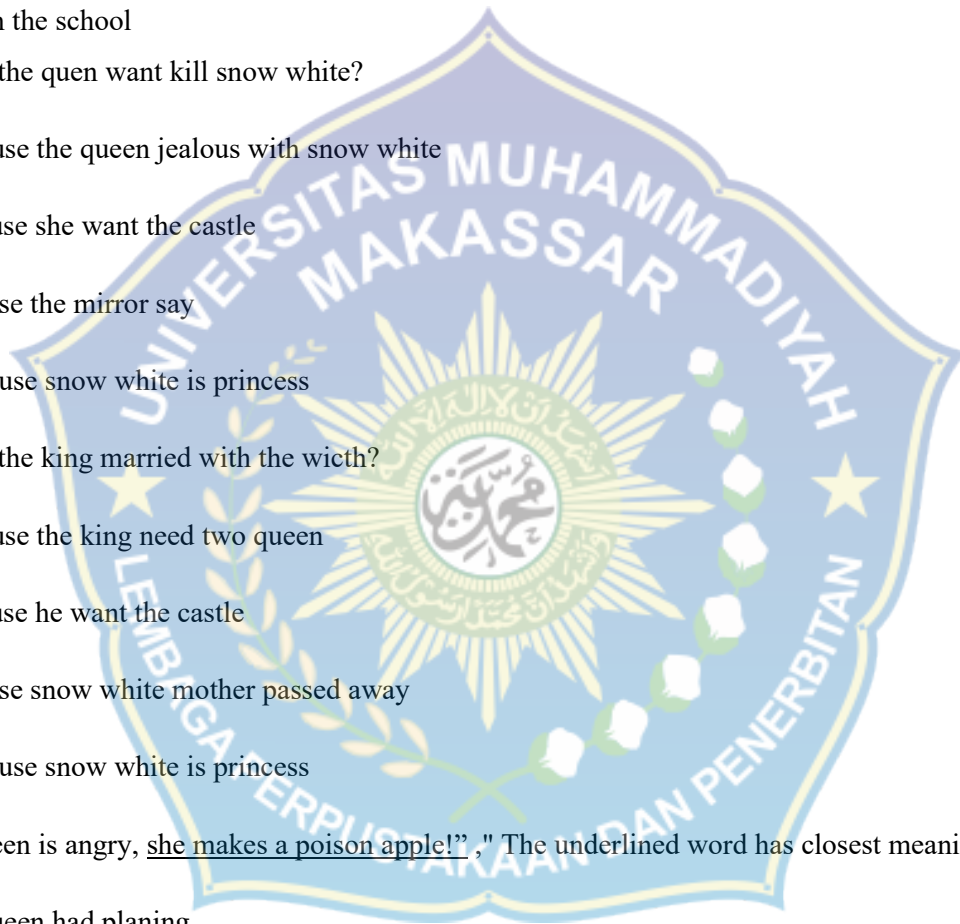 n the school
the quen want kill snow white?
use the queen jealous with snow white
use she want the castle
se the mirror say
use snow white is princess
the king married with the wicth?
use the king need two queen
use he want the castle
se snow white mother passed away
use snow white is princess
een is angry, she makes a poison apple!” ," The underlined word has closest meani
ueen had planing
UNIVERSITAS MUHAMMADIYAH
MAKASSAR
LEMBAGA PERPUSTAKAAN DAN PENERBITAN